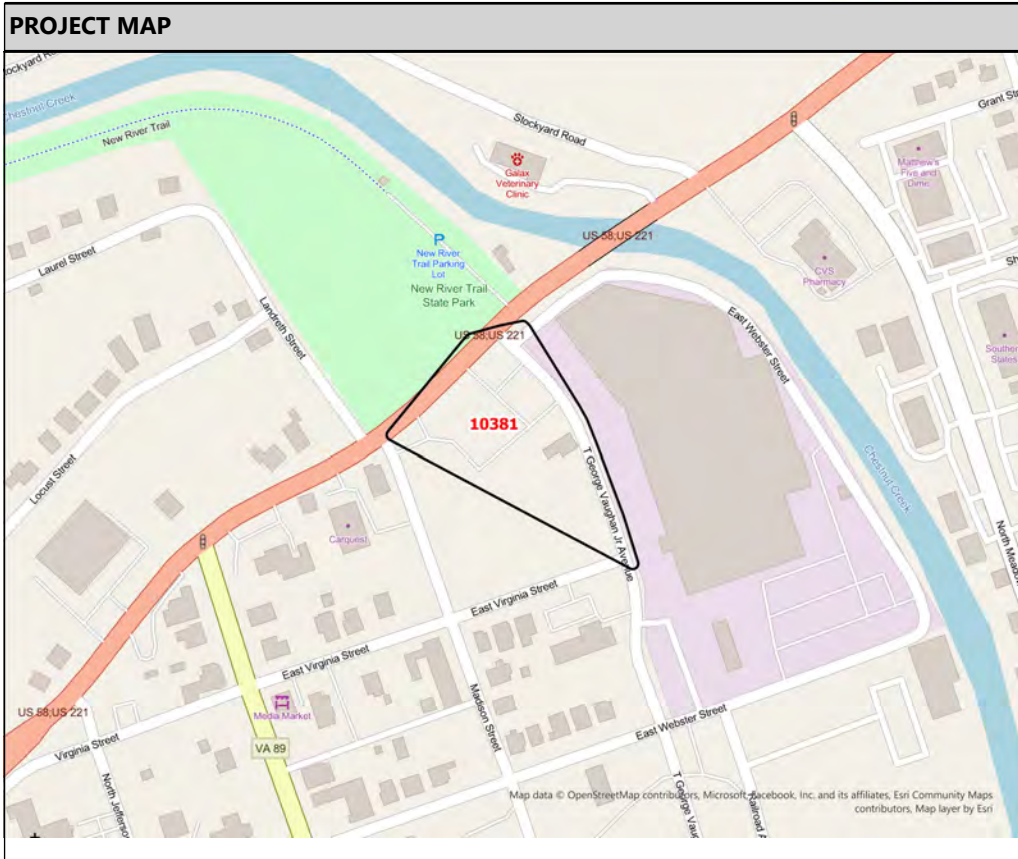 PROJECT MAP
Chestnut Creek
New River Trail
Stockyard Road
Grant
Galax
Veterinary
Clinic
Matthew's
Five and
Dime
US 58;US 221
P
New River
Trail Parking
Lot
New River Trail
State Park
CVS
Pharmacy
Laurel Street
Landreth Street
East Webster Street
US 58;US 221
Southern
States
10381
Locust Street
T George Vaughan Jr Avenue
Chestnut Creek
Carquest
North
East Virginia Street
East Virginia Street
Madison Street
Media Market
US 58;US 221
Virginia Street
VA 89
East Webster Street
North
T George
Map data © OpenStreetMap contributors, Microsoft, Facebook, Inc. and its affiliates, Esri Community Maps
contributors, Map layer by Esri